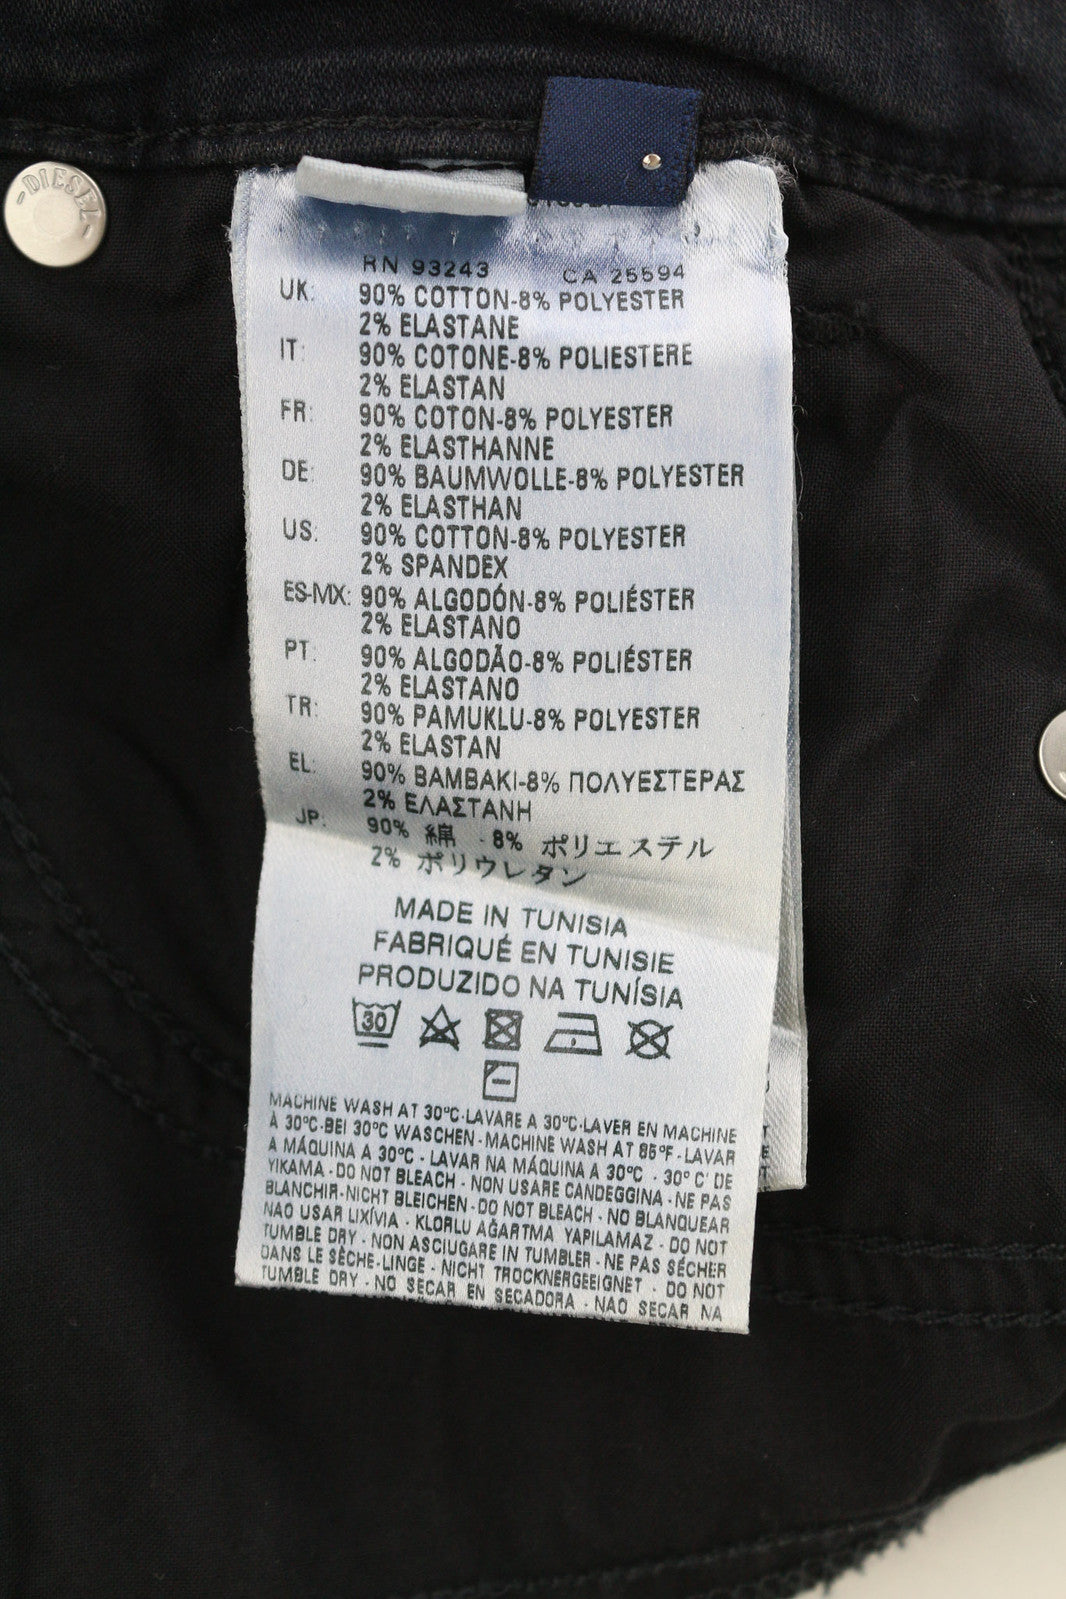 -DIESEL-
RN 93243 CA 25594
UK: 90% COTTON-8% POLYESTER
2% ELASTANE
IT: 90% COTONE-8% POLIESTERE
2% ELASTAN
FR: 90% COTON-8% POLYESTER
2% ELASTHANNE
DE: 90% BAUMWOLLE-8% POLYESTER
2% ELASTHAN
US: 90% COTTON-8% POLYESTER
2% SPANDEX
ES-MX: 90% ALGODÓN-8% POLIÉSTER
2% ELASTANO
PT: 90% ALGODÃO-8% POLIÉSTER
2% ELASTANO
TR: 90% PAMUKLU-8% POLYESTER
2% ELASTAN
EL: 90% BAMBAKI-8% ΠΟΛΥΕΣΤΕΡΑΣ
2% ΕΛΑΣΤΑΝΗ
JP: 90% 綿 · 8% ポリエステル
2% ポリウレタン
MADE IN TUNISIA
FABRIQUÉ EN TUNISIE
PRODUZIDO NA TUNÍSIA
30
MACHINE WASH AT 30°C-LAVARE A 30°C-LAVER EN MACHINE
À 30°C-BEI 30°C WASCHEN-MACHINE WASH AT 85°F-LAVAR
A MÁQUINA A 30°C - LAVAR NA MÁQUINA A 30°C - 30°C' DE
YIKAMA - DO NOT BLEACH - NON USARE CANDEGGINA - NE PAS
BLANCHIR-NICHT BLEICHEN-DO NOT BLEACH - NO BLANQUEAR
NAO USAR LIXÍVIA - KLORLU AĞARTMA YAPILAMAZ - DO NOT
TUMBLE DRY - NON ASCIUGARE IN TUMBLER - NE PAS SÉCHER
DANS LE SÈCHE-LINGE - NICHT TROCKNERGEEIGNET - DO NOT
TUMBLE DRY - NO SECAR EN SECADORA - NAO SECAR NA